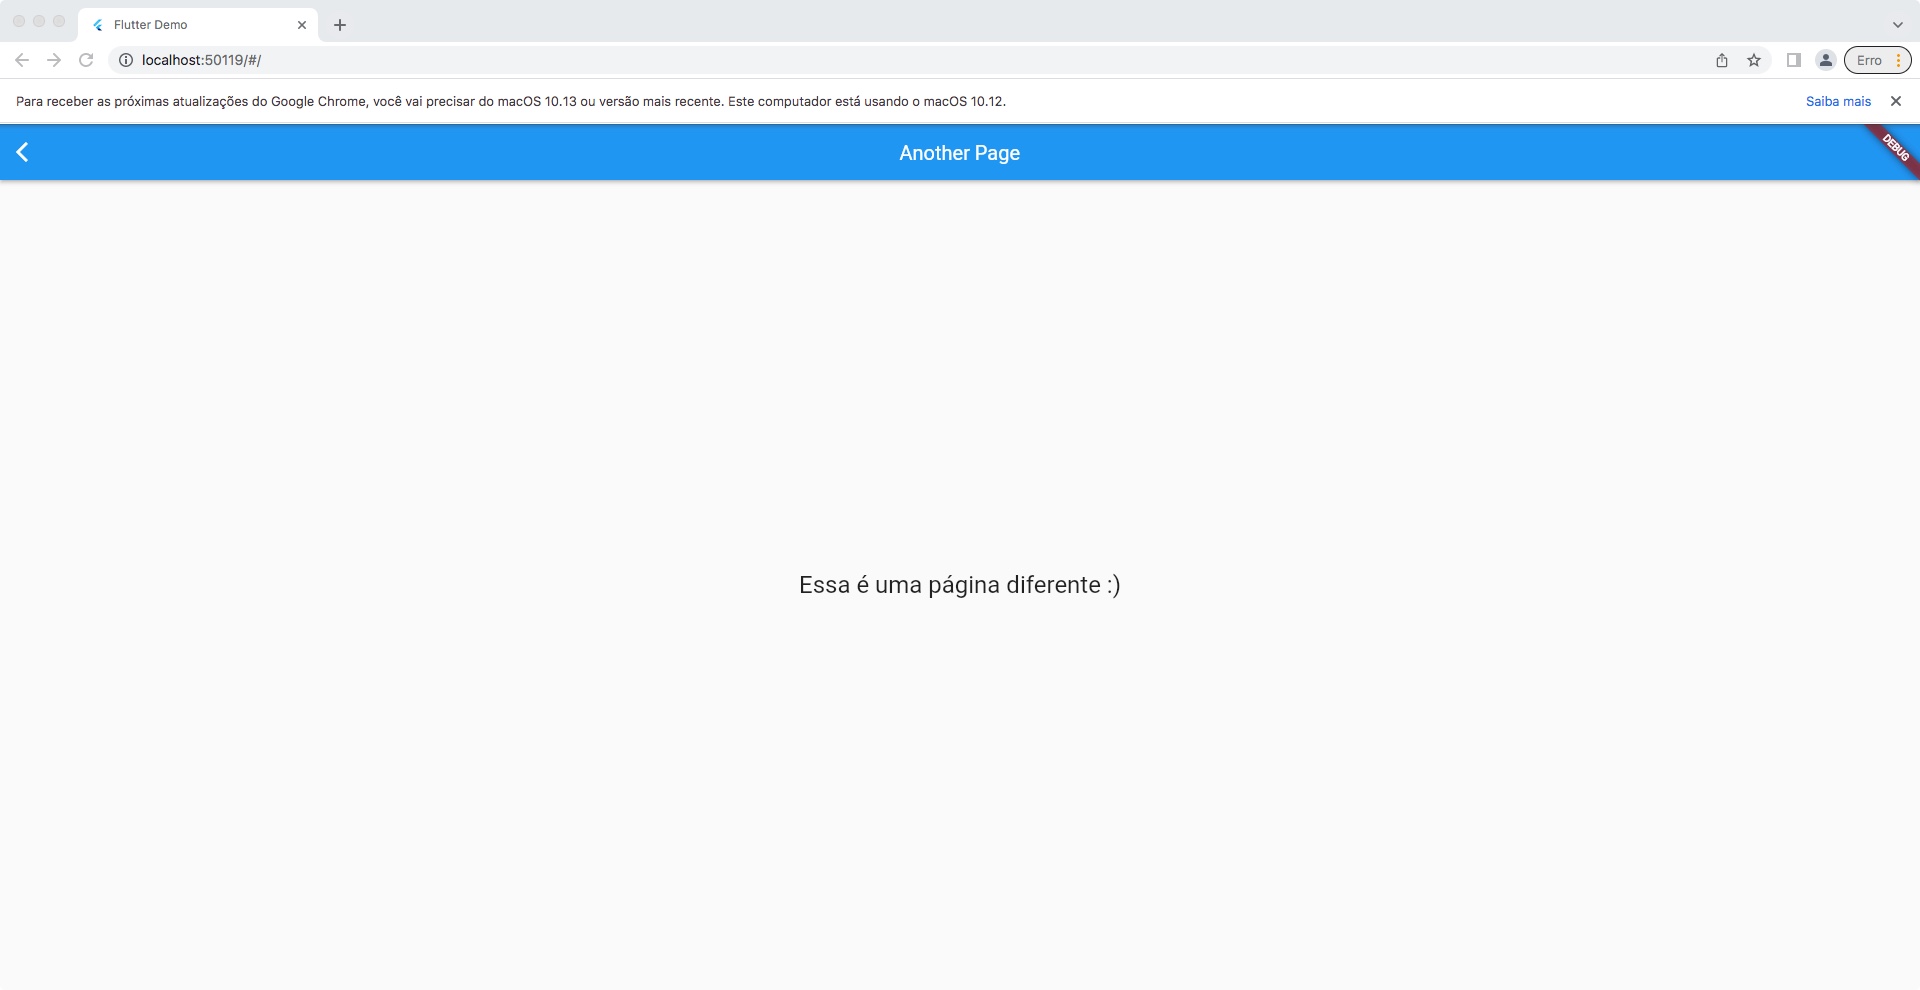 Flutter Demo
localhost:50119/#/
Erro
Para receber as próximas atualizações do Google Chrome, você vai precisar do macOS 10.13 ou versão mais recente. Este computador está usando o macOS 10.12.
Saiba mais
Another Page
DEBUG
Essa é uma página diferente :)